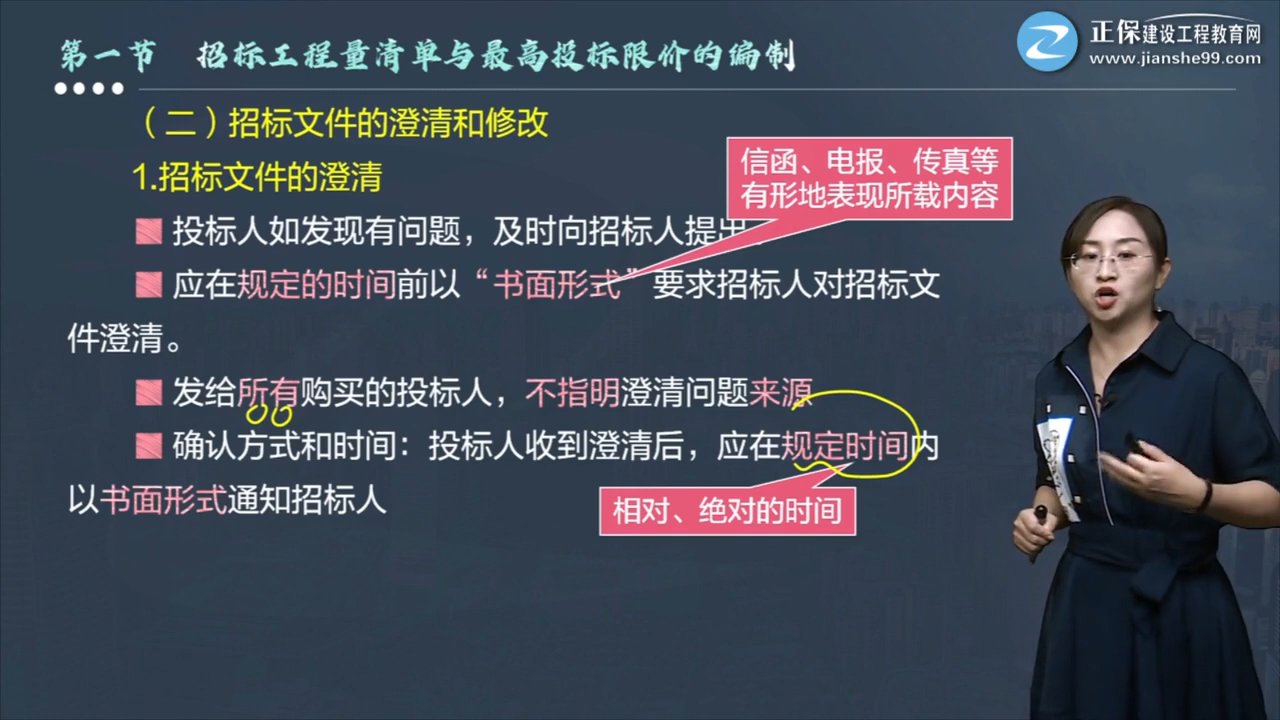 第一节 招标工程量清单与最高投标限价的编制
正保建设工程教育网
www.jianshe99.com
（二）招标文件的澄清和修改
1.招标文件的澄清
信函、电报、传真等
有形地表现所载内容
投标人如发现有问题，及时向招标人提出
应在规定的时间前以“书面形式”要求招标人对招标文
件澄清。
发给所有购买的投标人，不指明澄清问题来源
确认方式和时间：投标人收到澄清后，应在规定时间内
以书面形式通知招标人
相对、绝对的时间